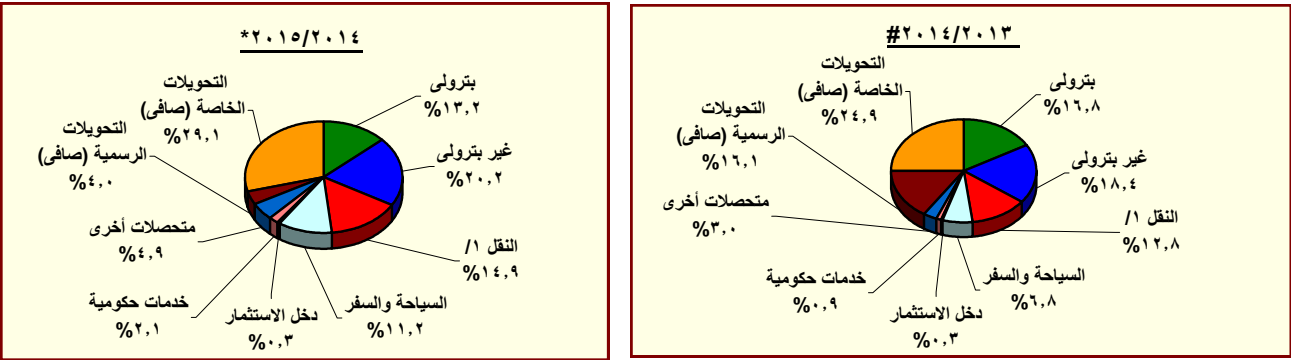 #٢٠١٤/٢٠١٣
بترولى
%١٦,٨
غير بترولى
%١٨,٤
النقل ١/
%١٢,٨
السياحة والسفر
%٦,٨
دخل الاستثمار
%٠,٣
خدمات حكومية
%٠,٩
متحصلات أخرى
%٣,٠
التحويلات
الرسمية (صافى)
%١٦,١
التحويلات
الخاصة (صافى)
%٢٤,٩
*٢٠١٥/٢٠١٤
بترولى
%١٣,٢
غير بترولى
%٢٠,٢
النقل ١/
%١٤,٩
السياحة والسفر
%١١,٢
دخل الاستثمار
%٠,٣
خدمات حكومية
%٢,١
متحصلات أخرى
%٤,٩
التحويلات
الرسمية (صافى)
%٤,٠
التحويلات
الخاصة (صافى)
%٢٩,١